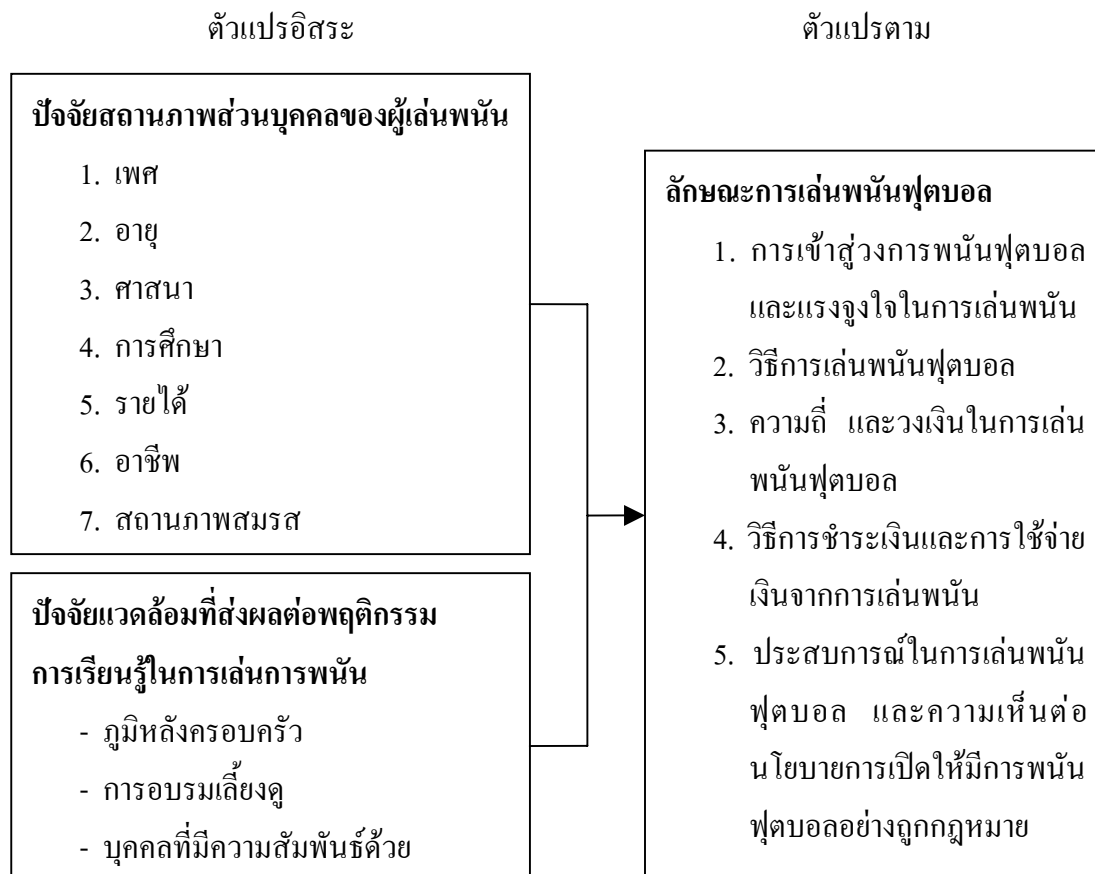 ตัวแปรอิสระ
ตัวแปรตาม
ปัจจัยสถานภาพส่วนบุคคลของผู้เล่นพนัน
1. เพศ
2. อายุ
3. ศาสนา
4. การศึกษา
5. รายได้
6. อาชีพ
7. สถานภาพสมรส
ปัจจัยแวดล้อมที่ส่งผลต่อพฤติกรรม
การเรียนรู้ในการเล่นการพนัน
- ภูมิหลังครอบครัว
- การอบรมเลี้ยงดู
- บุคคลที่มีความสัมพันธ์ด้วย
ลักษณะการเล่นพนันฟุตบอล
1. การเข้าสู่วงการพนันฟุตบอล
และแรงจูงใจในการเล่นพนัน
2. วิธีการเล่นพนันฟุตบอล
3. ความถี่ และวงเงินในการเล่น
พนันฟุตบอล
4. วิธีการชำระเงินและการใช้จ่าย
เงินจากการเล่นพนัน
5. ประสบการณ์ในการเล่นพนัน
ฟุตบอล และความเห็นต่อ
นโยบายการเปิดให้มีการพนัน
ฟุตบอลอย่างถูกกฎหมาย